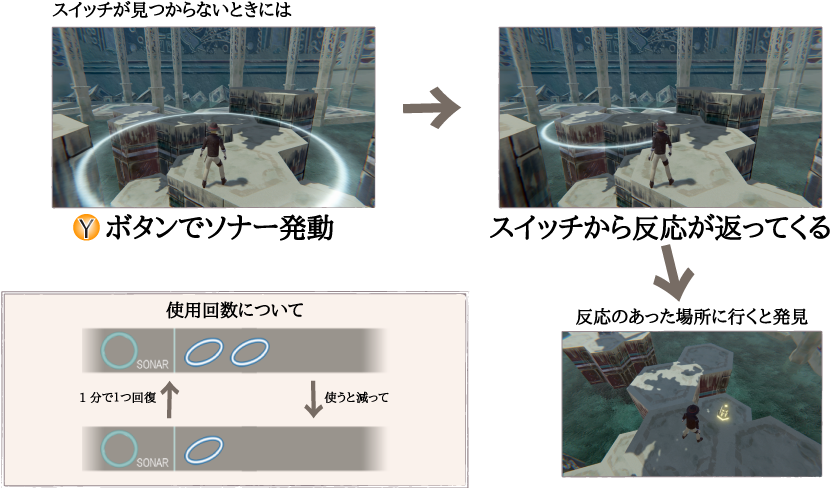 スイッチが見つからないときには
Yボタンでソナー発動
スイッチから反応が返ってくる
反応のあった場所に行くと発見
使用回数について
SONAR
1分で1つ回復
使うと減って
SONAR